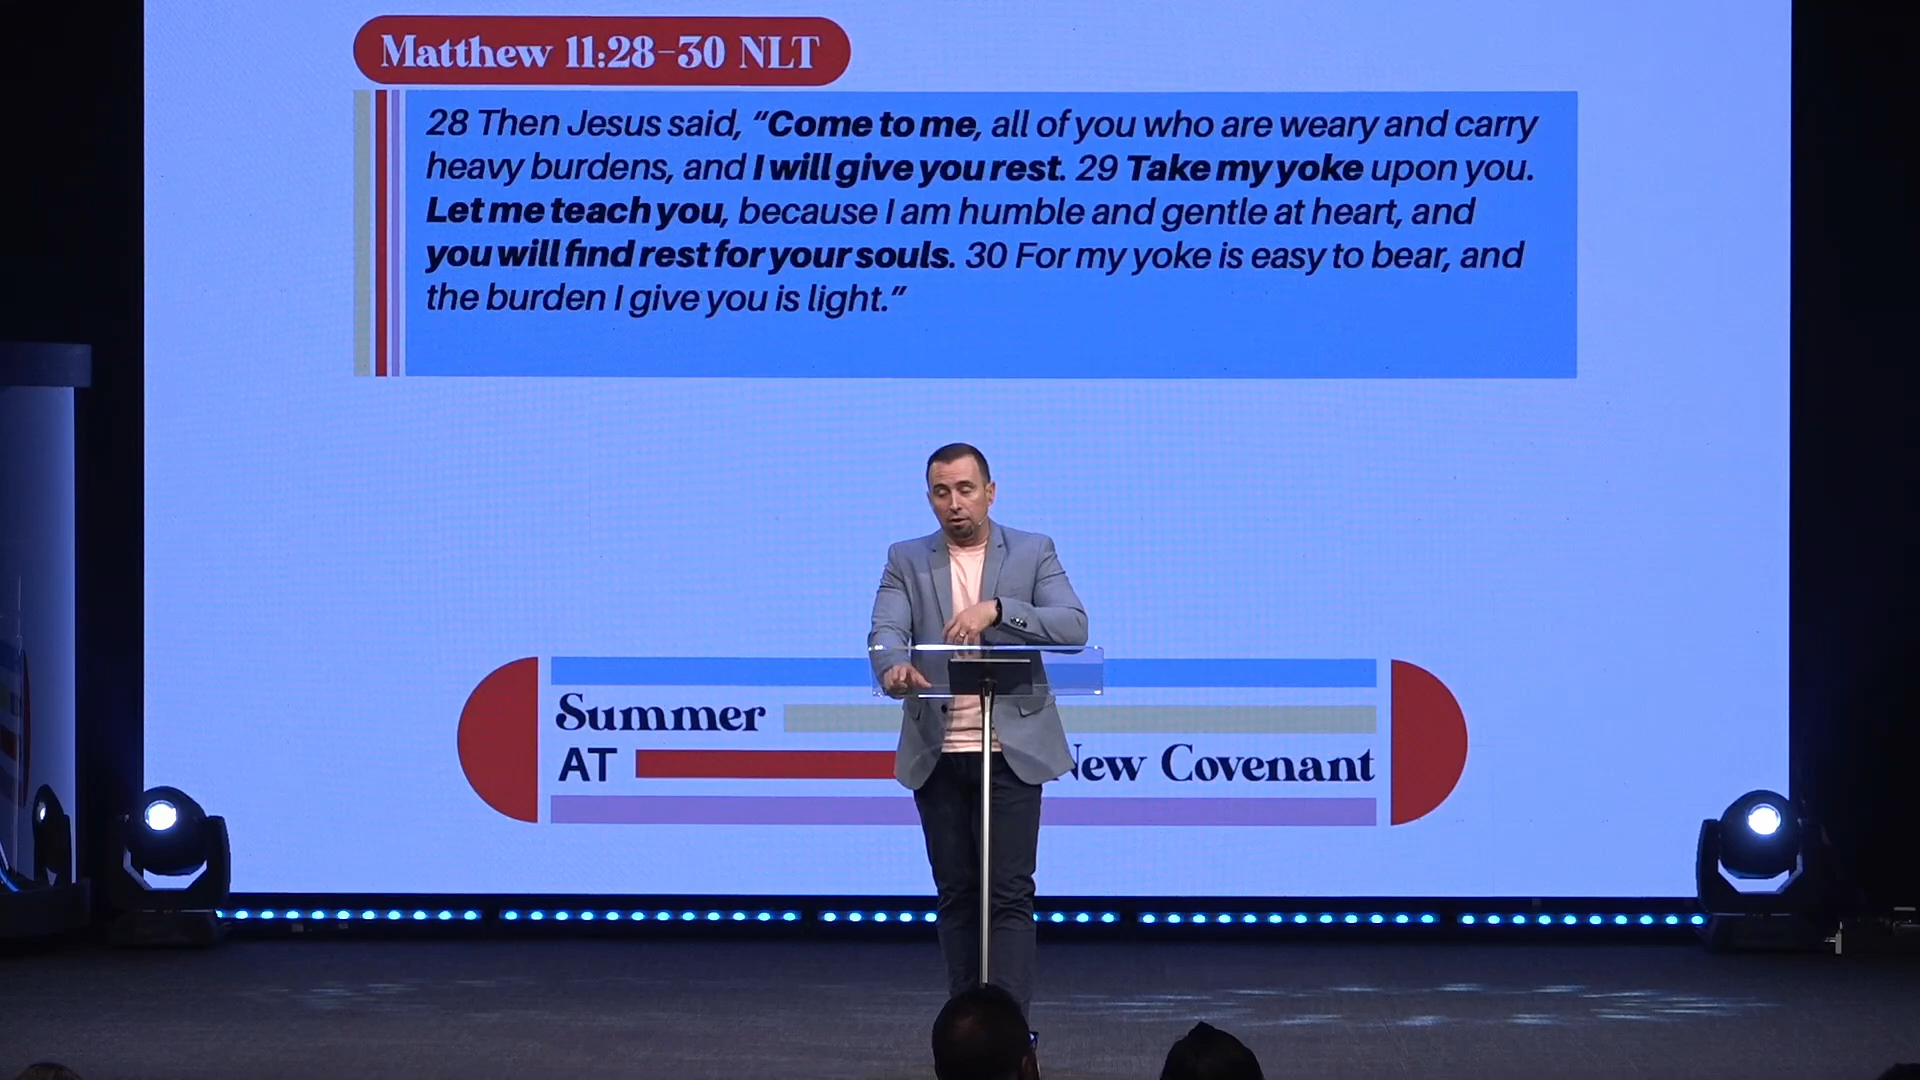 Matthew 11:28-30 NLT
28 Then Jesus said, "Come to me, all of you who are weary and carry
heavy burdens, and I will give you rest. 29 Take my yoke upon you.
Let me teach you, because I am humble and gentle at heart, and
you will find rest for your souls. 30 For my yoke is easy to bear, and
the burden I give you is light."
Summer
AT
New Covenant